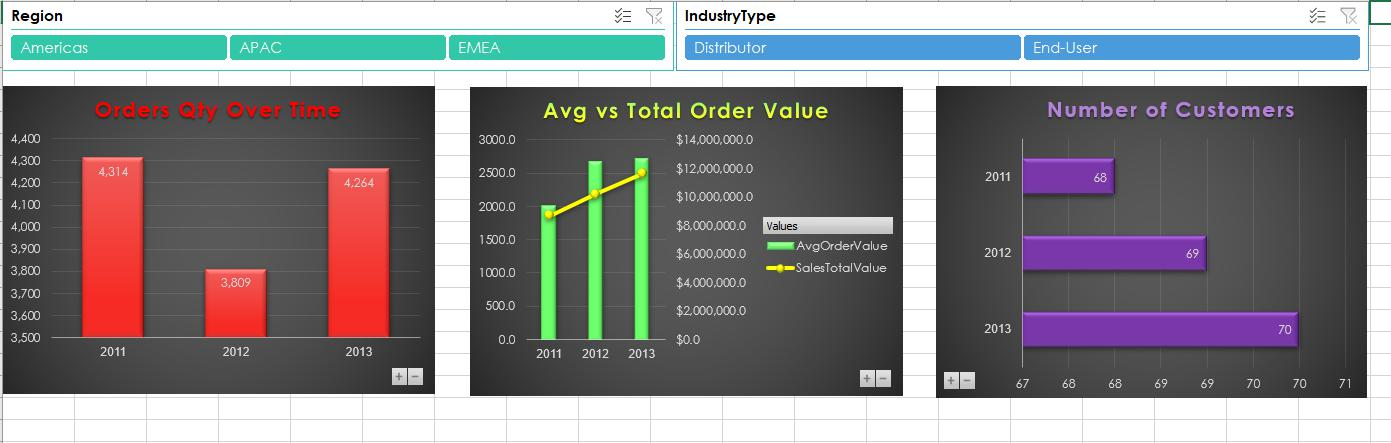 Region
Americas APAC EMEA
IndustryType
Distributor End-User
Orders Qty Over Time
4,400
4,300
4,200
4,100
4,000
3,900
3,800
3,700
3,600
3,500
4,314
3,809
4,264
2011 2012 2013
+ −
Avg vs Total Order Value
3000.0
2500.0
2000.0
1500.0
1000.0
500.0
0.0
$14,000,000.0
$12,000,000.0
$10,000,000.0
$8,000,000.0
$6,000,000.0
$4,000,000.0
$2,000,000.0
$0.0
2011 2012 2013
Values
AvgOrderValue
SalesTotalValue
+ −
Number of Customers
2011 68
2012 69
2013 70
67 68 68 69 69 70 70 71
+ −